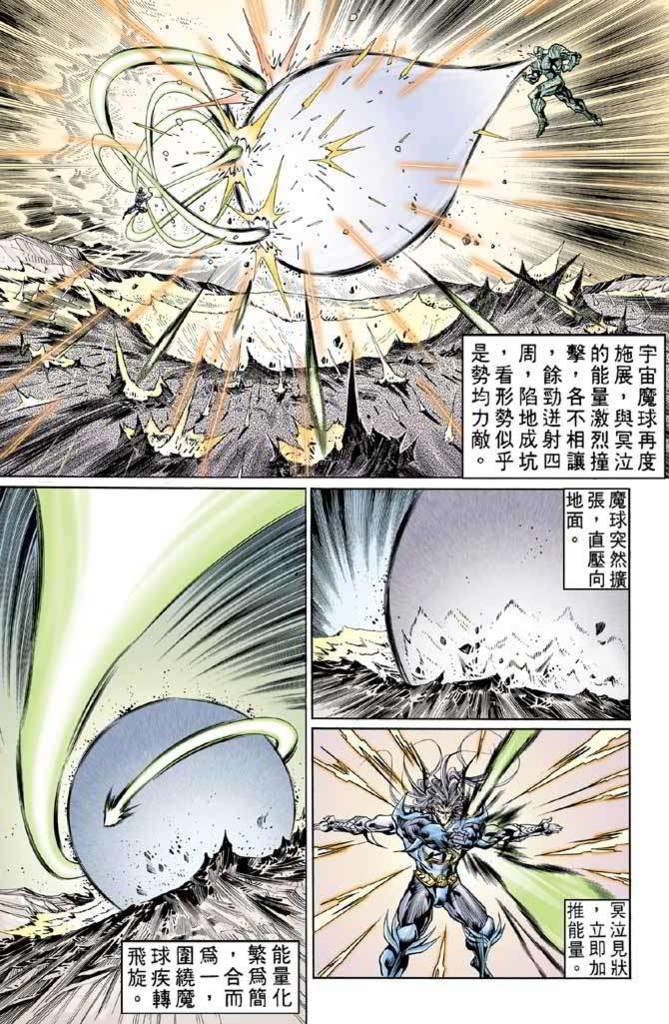 宇宙魔球再度
施展，與冥泣
的能量激烈撞
擊，各不相讓
，餘勁迸射四
周，陷地成坑
，看形勢似乎
是勢均力敵。
魔球突然擴
張，直壓向
地面。
冥泣見狀
，立即加
推能量。
能量化
繁爲簡
，合而
爲一，
圍繞魔
球疾轉
飛旋。